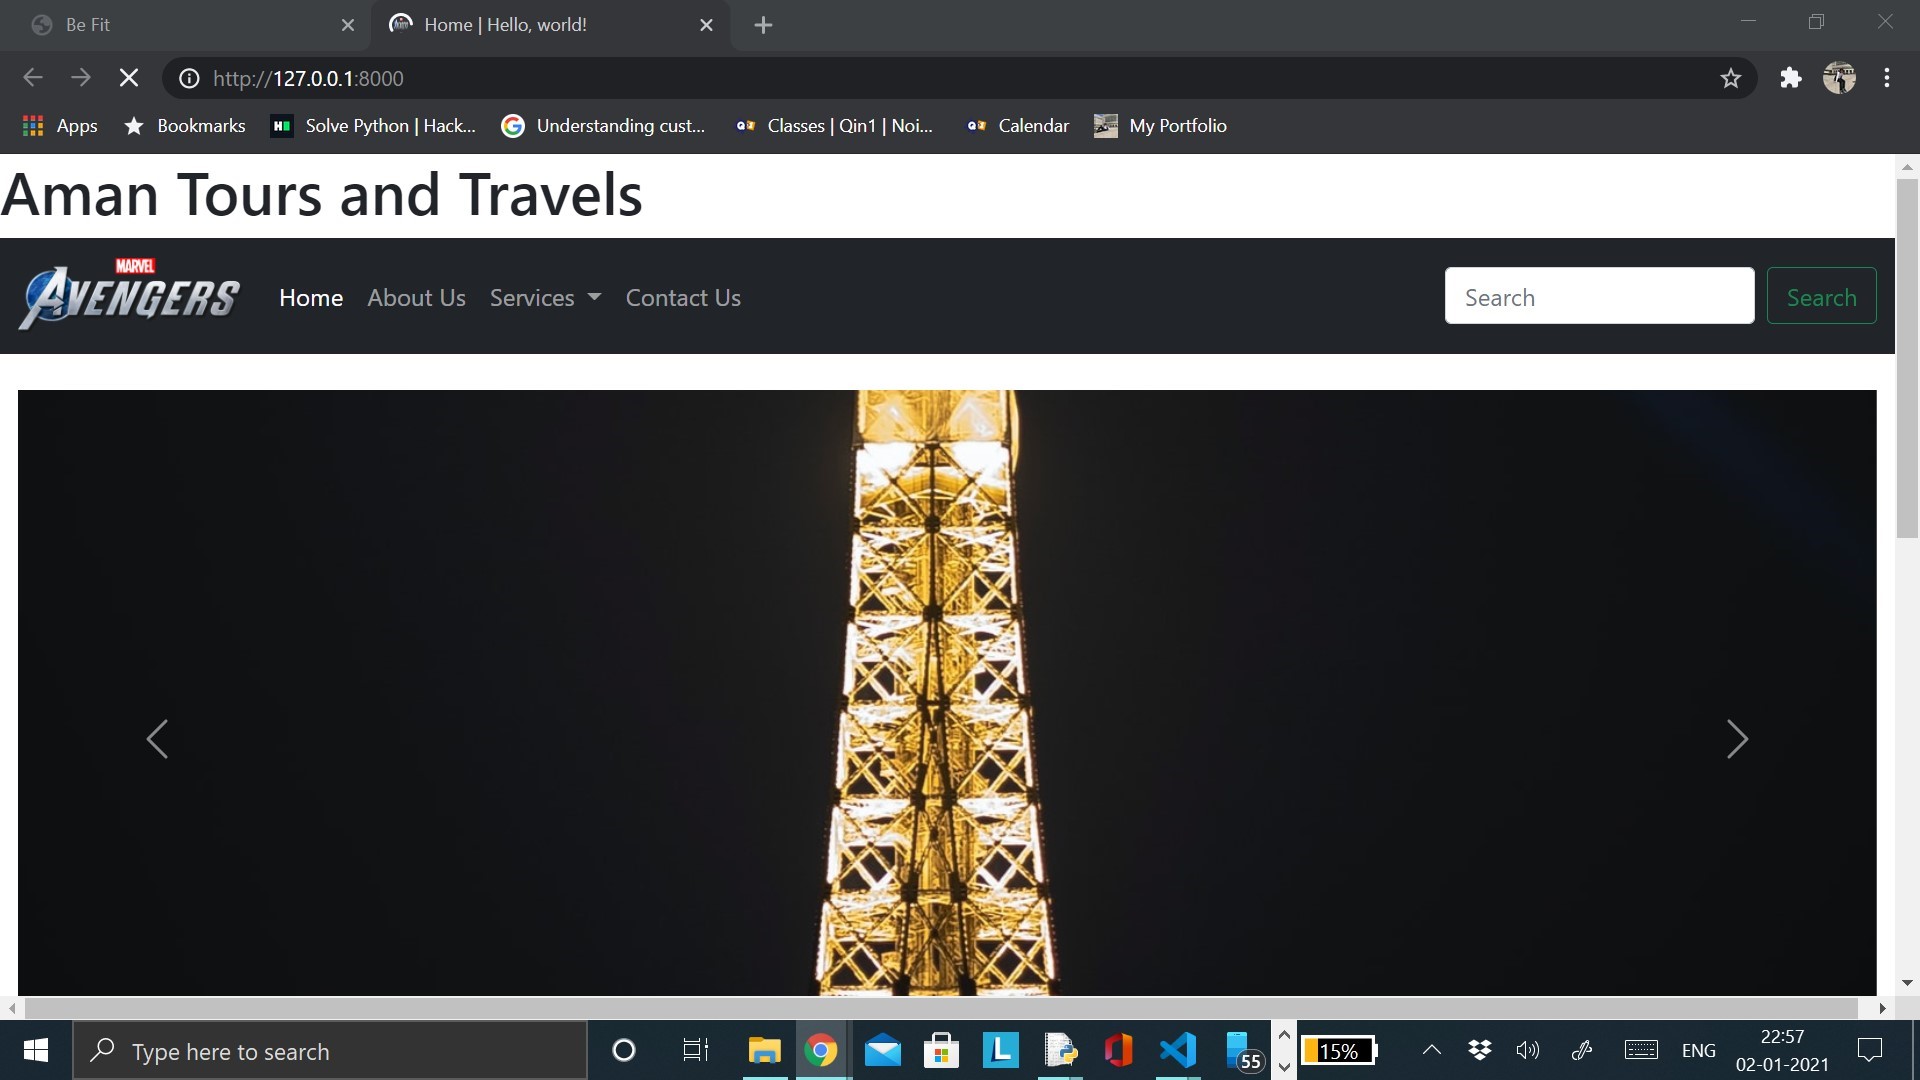 Be Fit
Home | Hello, world!
http://127.0.0.1:8000
Apps Bookmarks Solve Python | Hack... Understanding cust... Classes | Qin1 | Noi... Calendar My Portfolio
Aman Tours and Travels
MARVEL
AVENGERS
Home About Us Services Contact Us Search Search
Type here to search
L
55
15%
ENG
22:57
02-01-2021